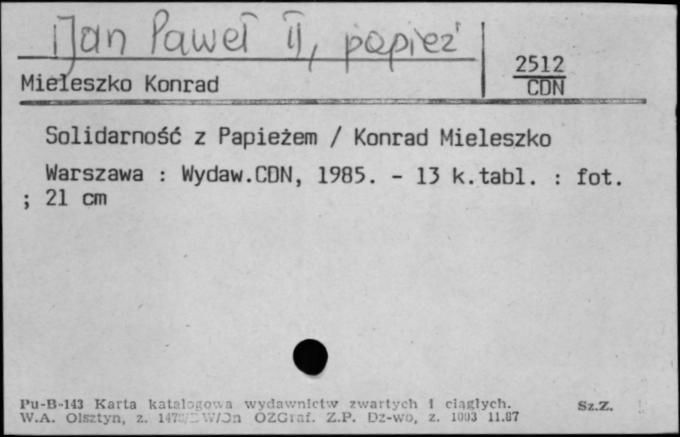 Jan Paweł II, papież
2512
CDN
Mieleszko Konrad
Solidarność z Papieżem / Konrad Mieleszko
Warszawa : Wydaw.CDN, 1985. - 13 k.tabl. : fot.
; 21 cm
Pu-B-143 Karta katalogowa wydawnictw zwartych i ciągłych. Sz.Z.
W.A. Olsztyn, z. OZGraf. Z.P. Dz-wo, z. 1003 11.87